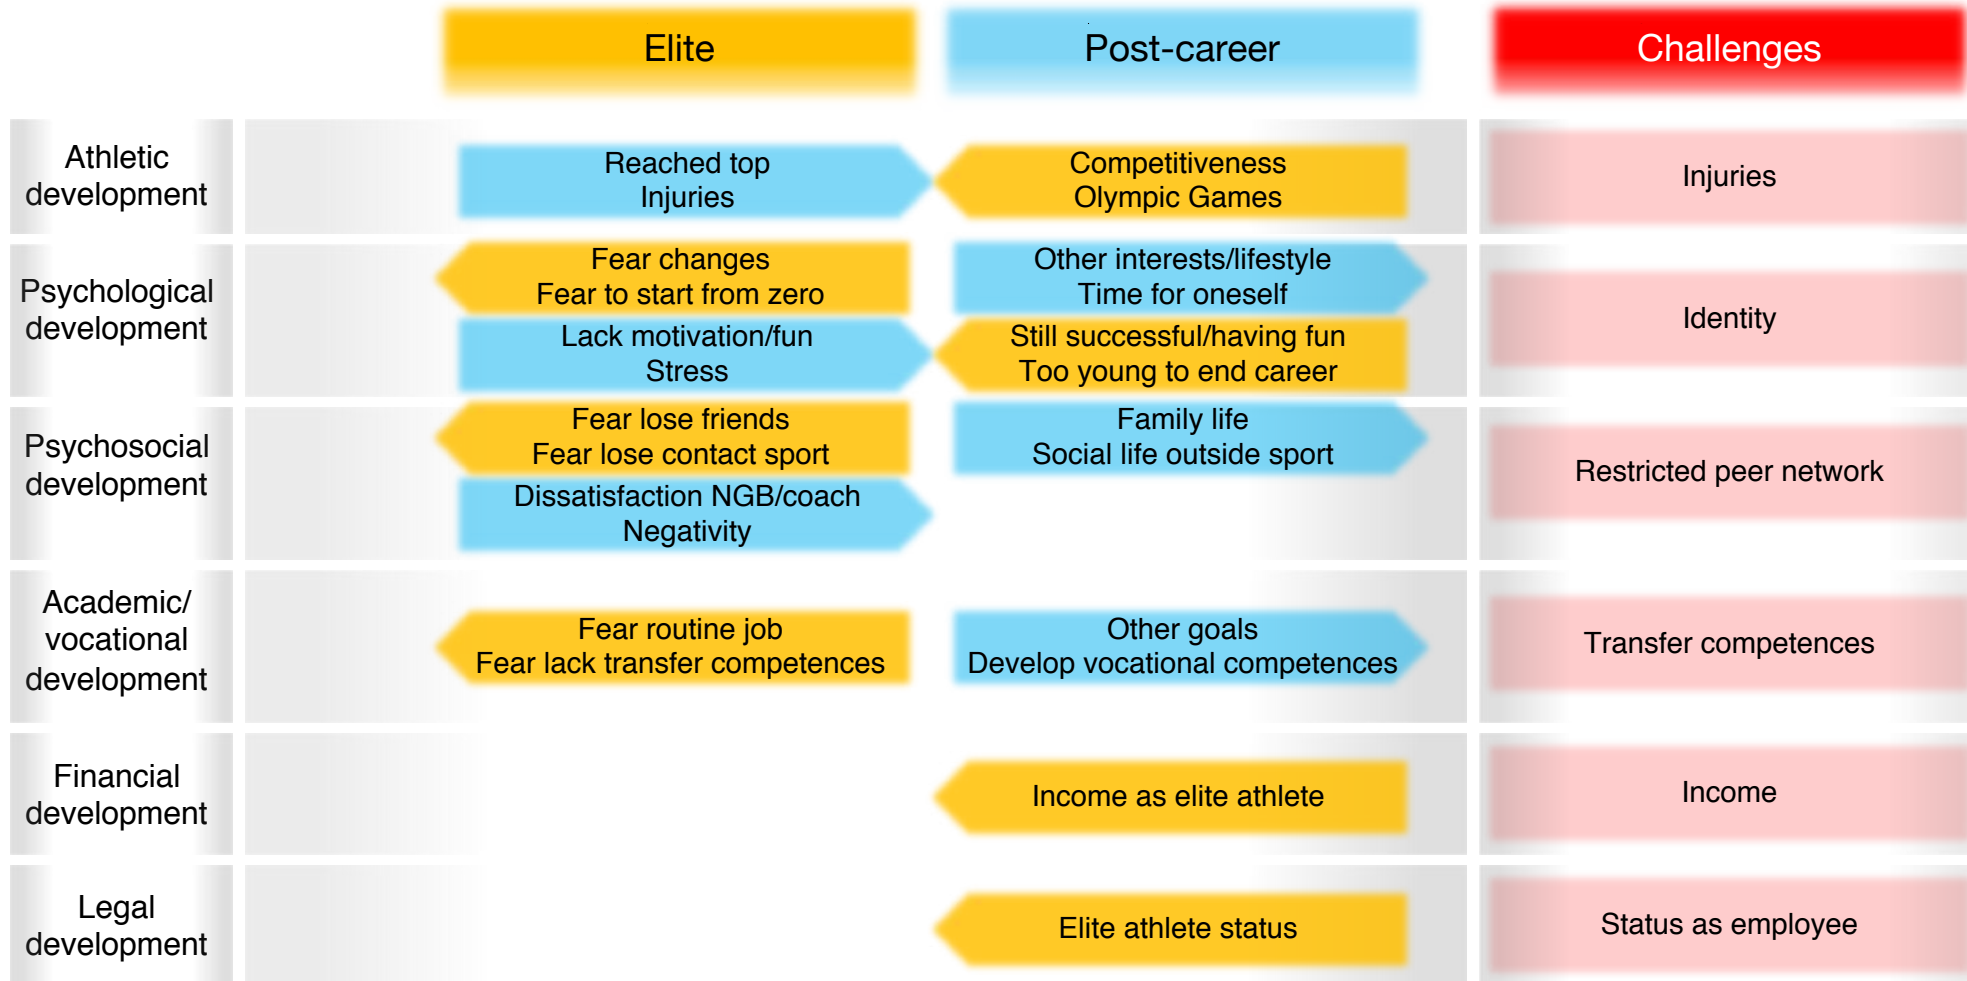 Elite
Post-career
Challenges
Athletic
development
Reached top
Injuries
Competitiveness
Olympic Games
Injuries
Psychological
development
Fear changes
Fear to start from zero
Other interests/lifestyle
Time for oneself
Lack motivation/fun
Stress
Still successful/having fun
Too young to end career
Identity
Psychosocial
development
Fear lose friends
Fear lose contact sport
Family life
Social life outside sport
Dissatisfaction NGB/coach
Negativity
Restricted peer network
Academic/
vocational
development
Fear routine job
Fear lack transfer competences
Other goals
Develop vocational competences
Transfer competences
Financial
development
Income as elite athlete
Income
Legal
development
Elite athlete status
Status as employee